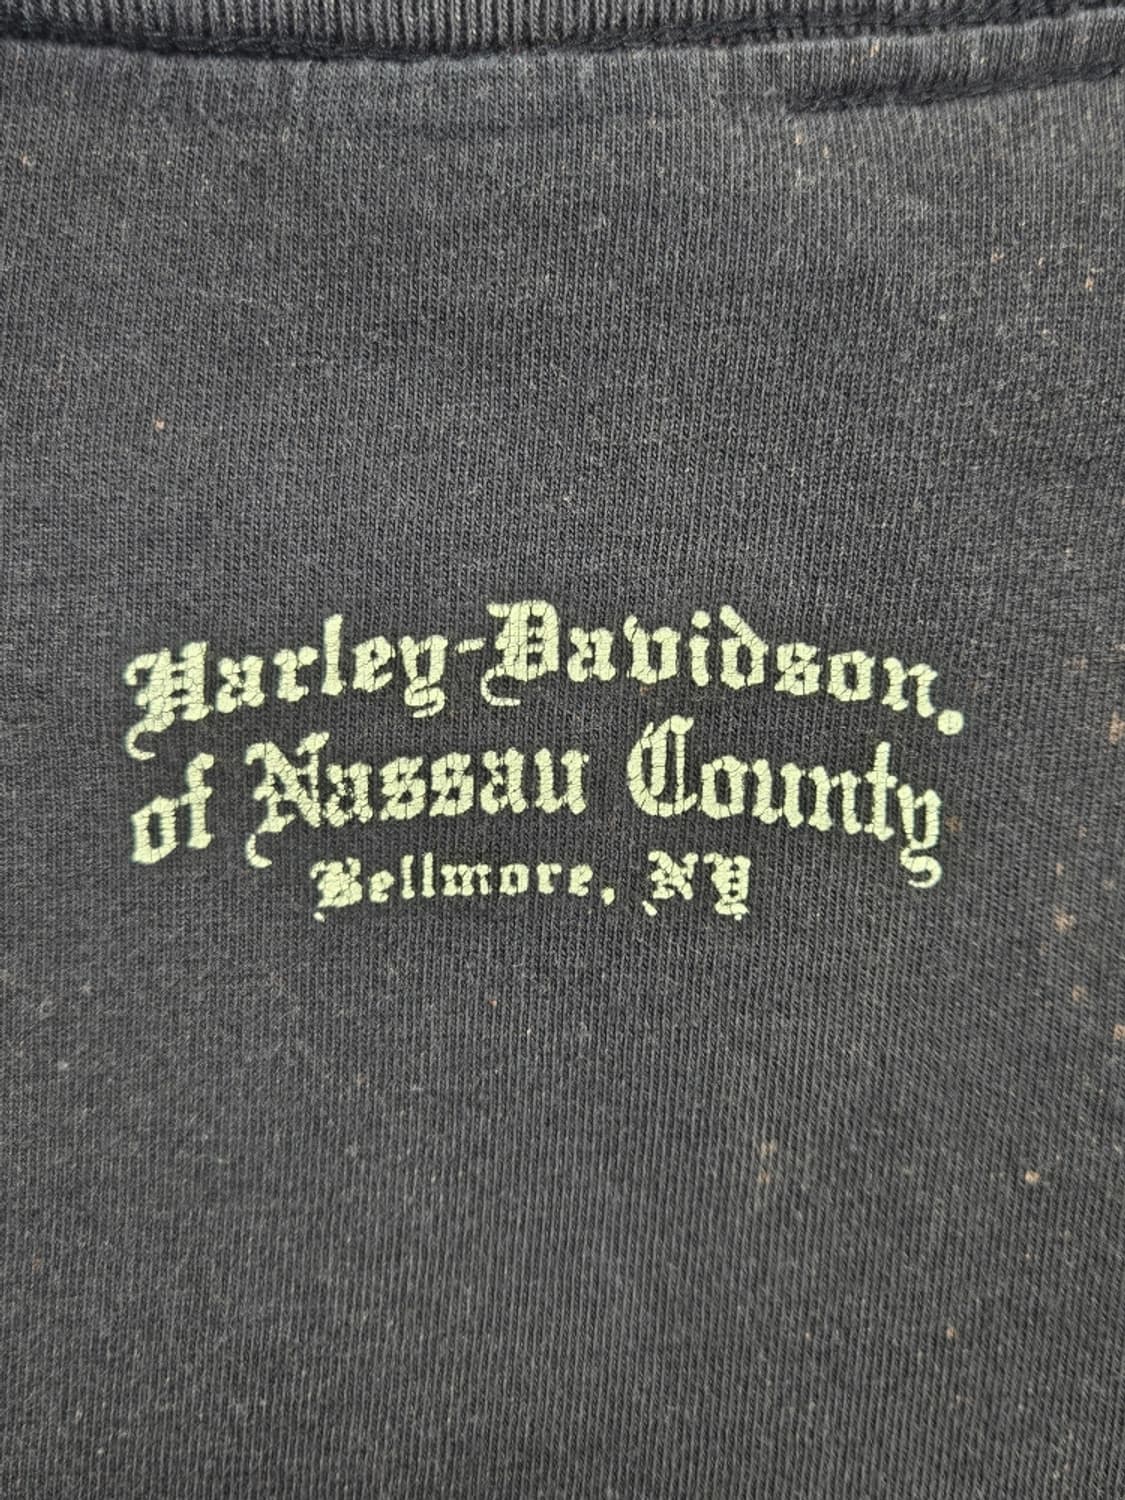 Harley-Davidson.
of Nassau County
Bellmore, NY